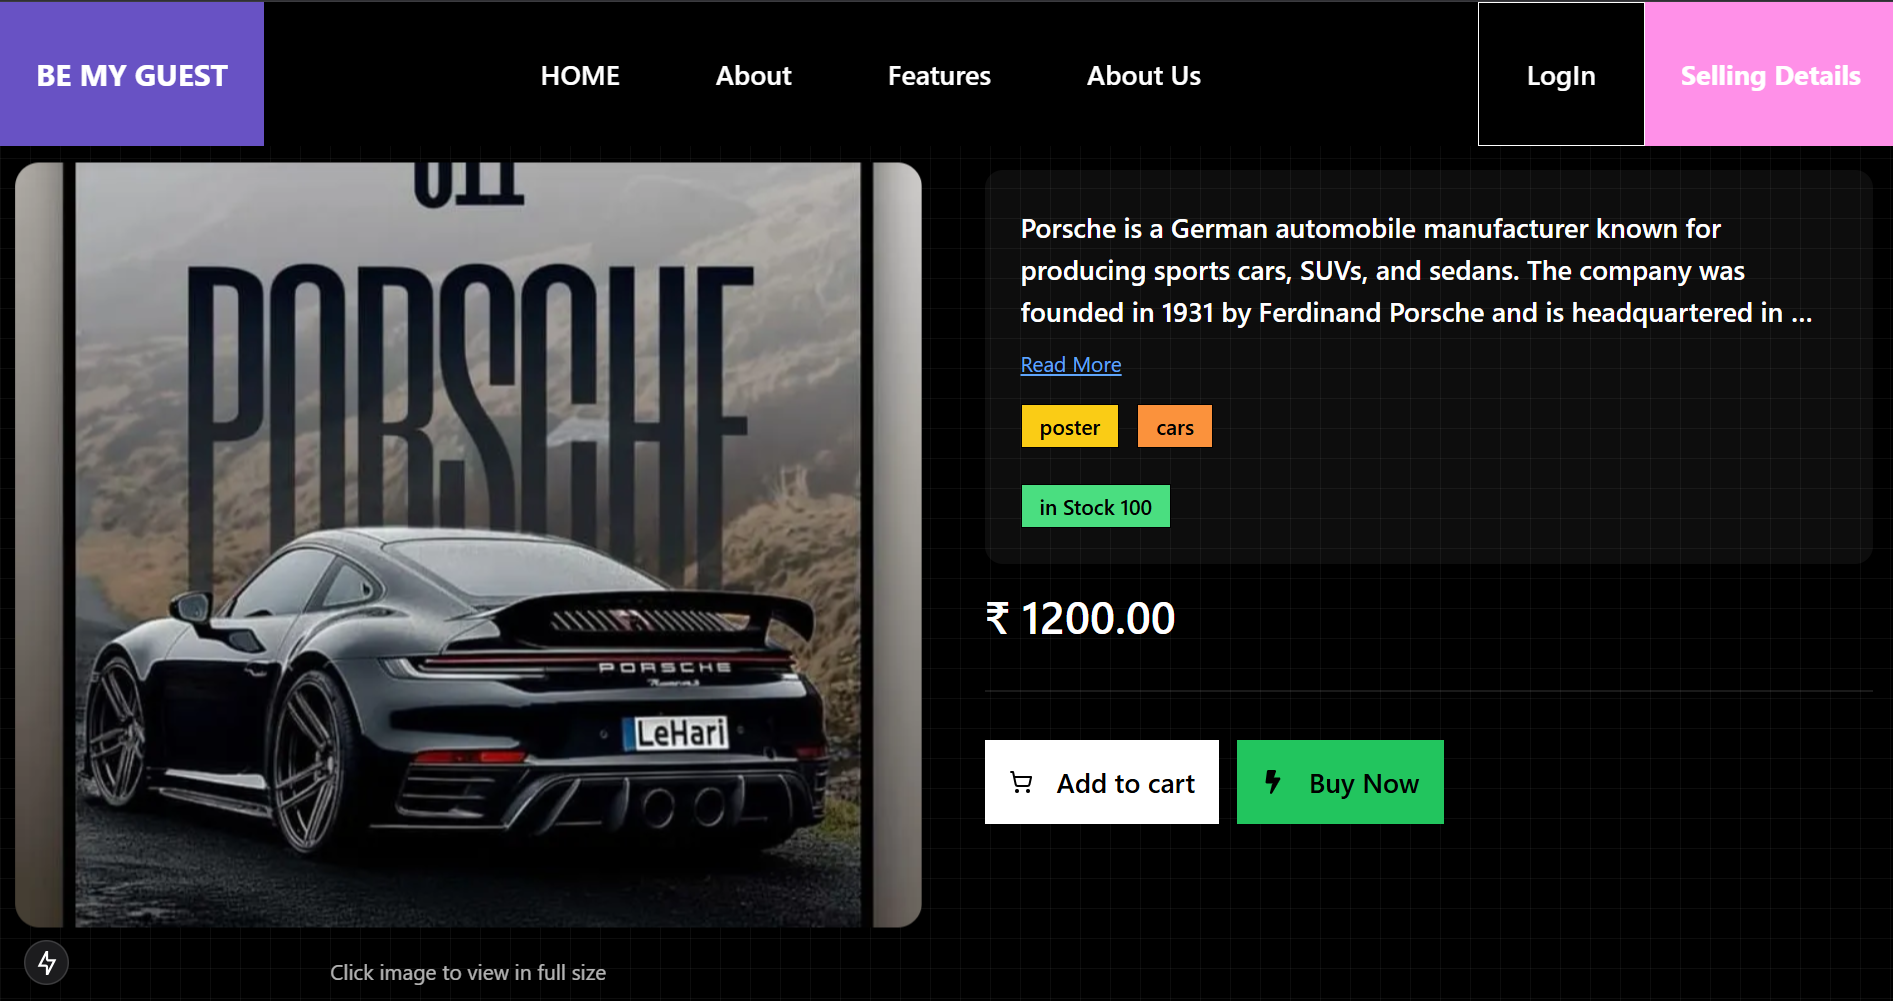 BE MY GUEST
HOME
About
Features
About Us
LogIn
Selling Details
911
PORSCHE
PORSCHE
LeHari
Click image to view in full size
Porsche is a German automobile manufacturer known for
producing sports cars, SUVs, and sedans. The company was
founded in 1931 by Ferdinand Porsche and is headquartered in ...
Read More
poster
cars
in Stock 100
₹ 1200.00
Add to cart
Buy Now